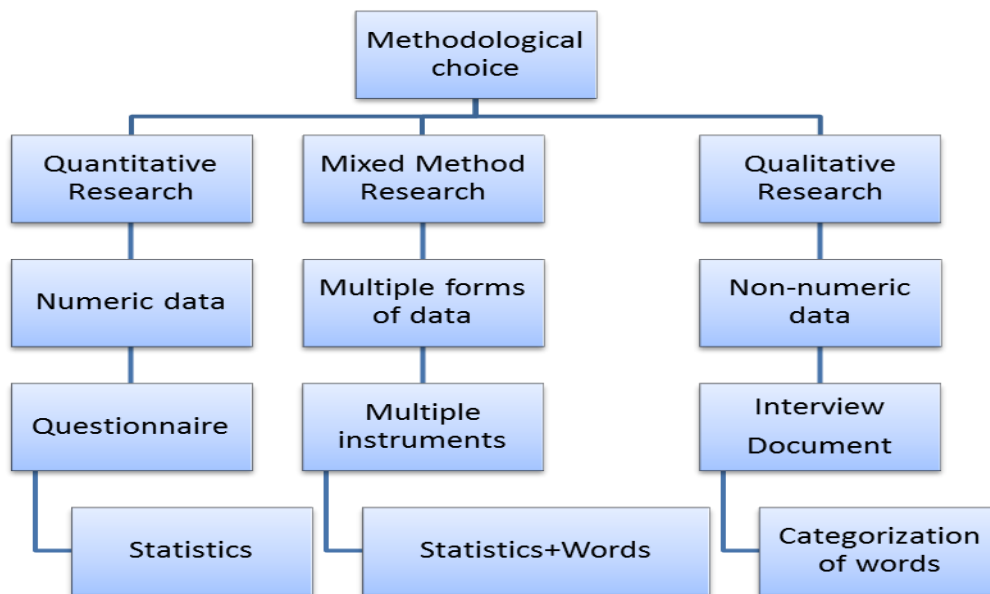 Methodological
choice
Quantitative
Research
Mixed Method
Research
Qualitative
Research
Numeric data
Multiple forms
of data
Non-numeric
data
Questionnaire
Multiple
instruments
Interview
Document
Statistics
Statistics+Words
Categorization
of words